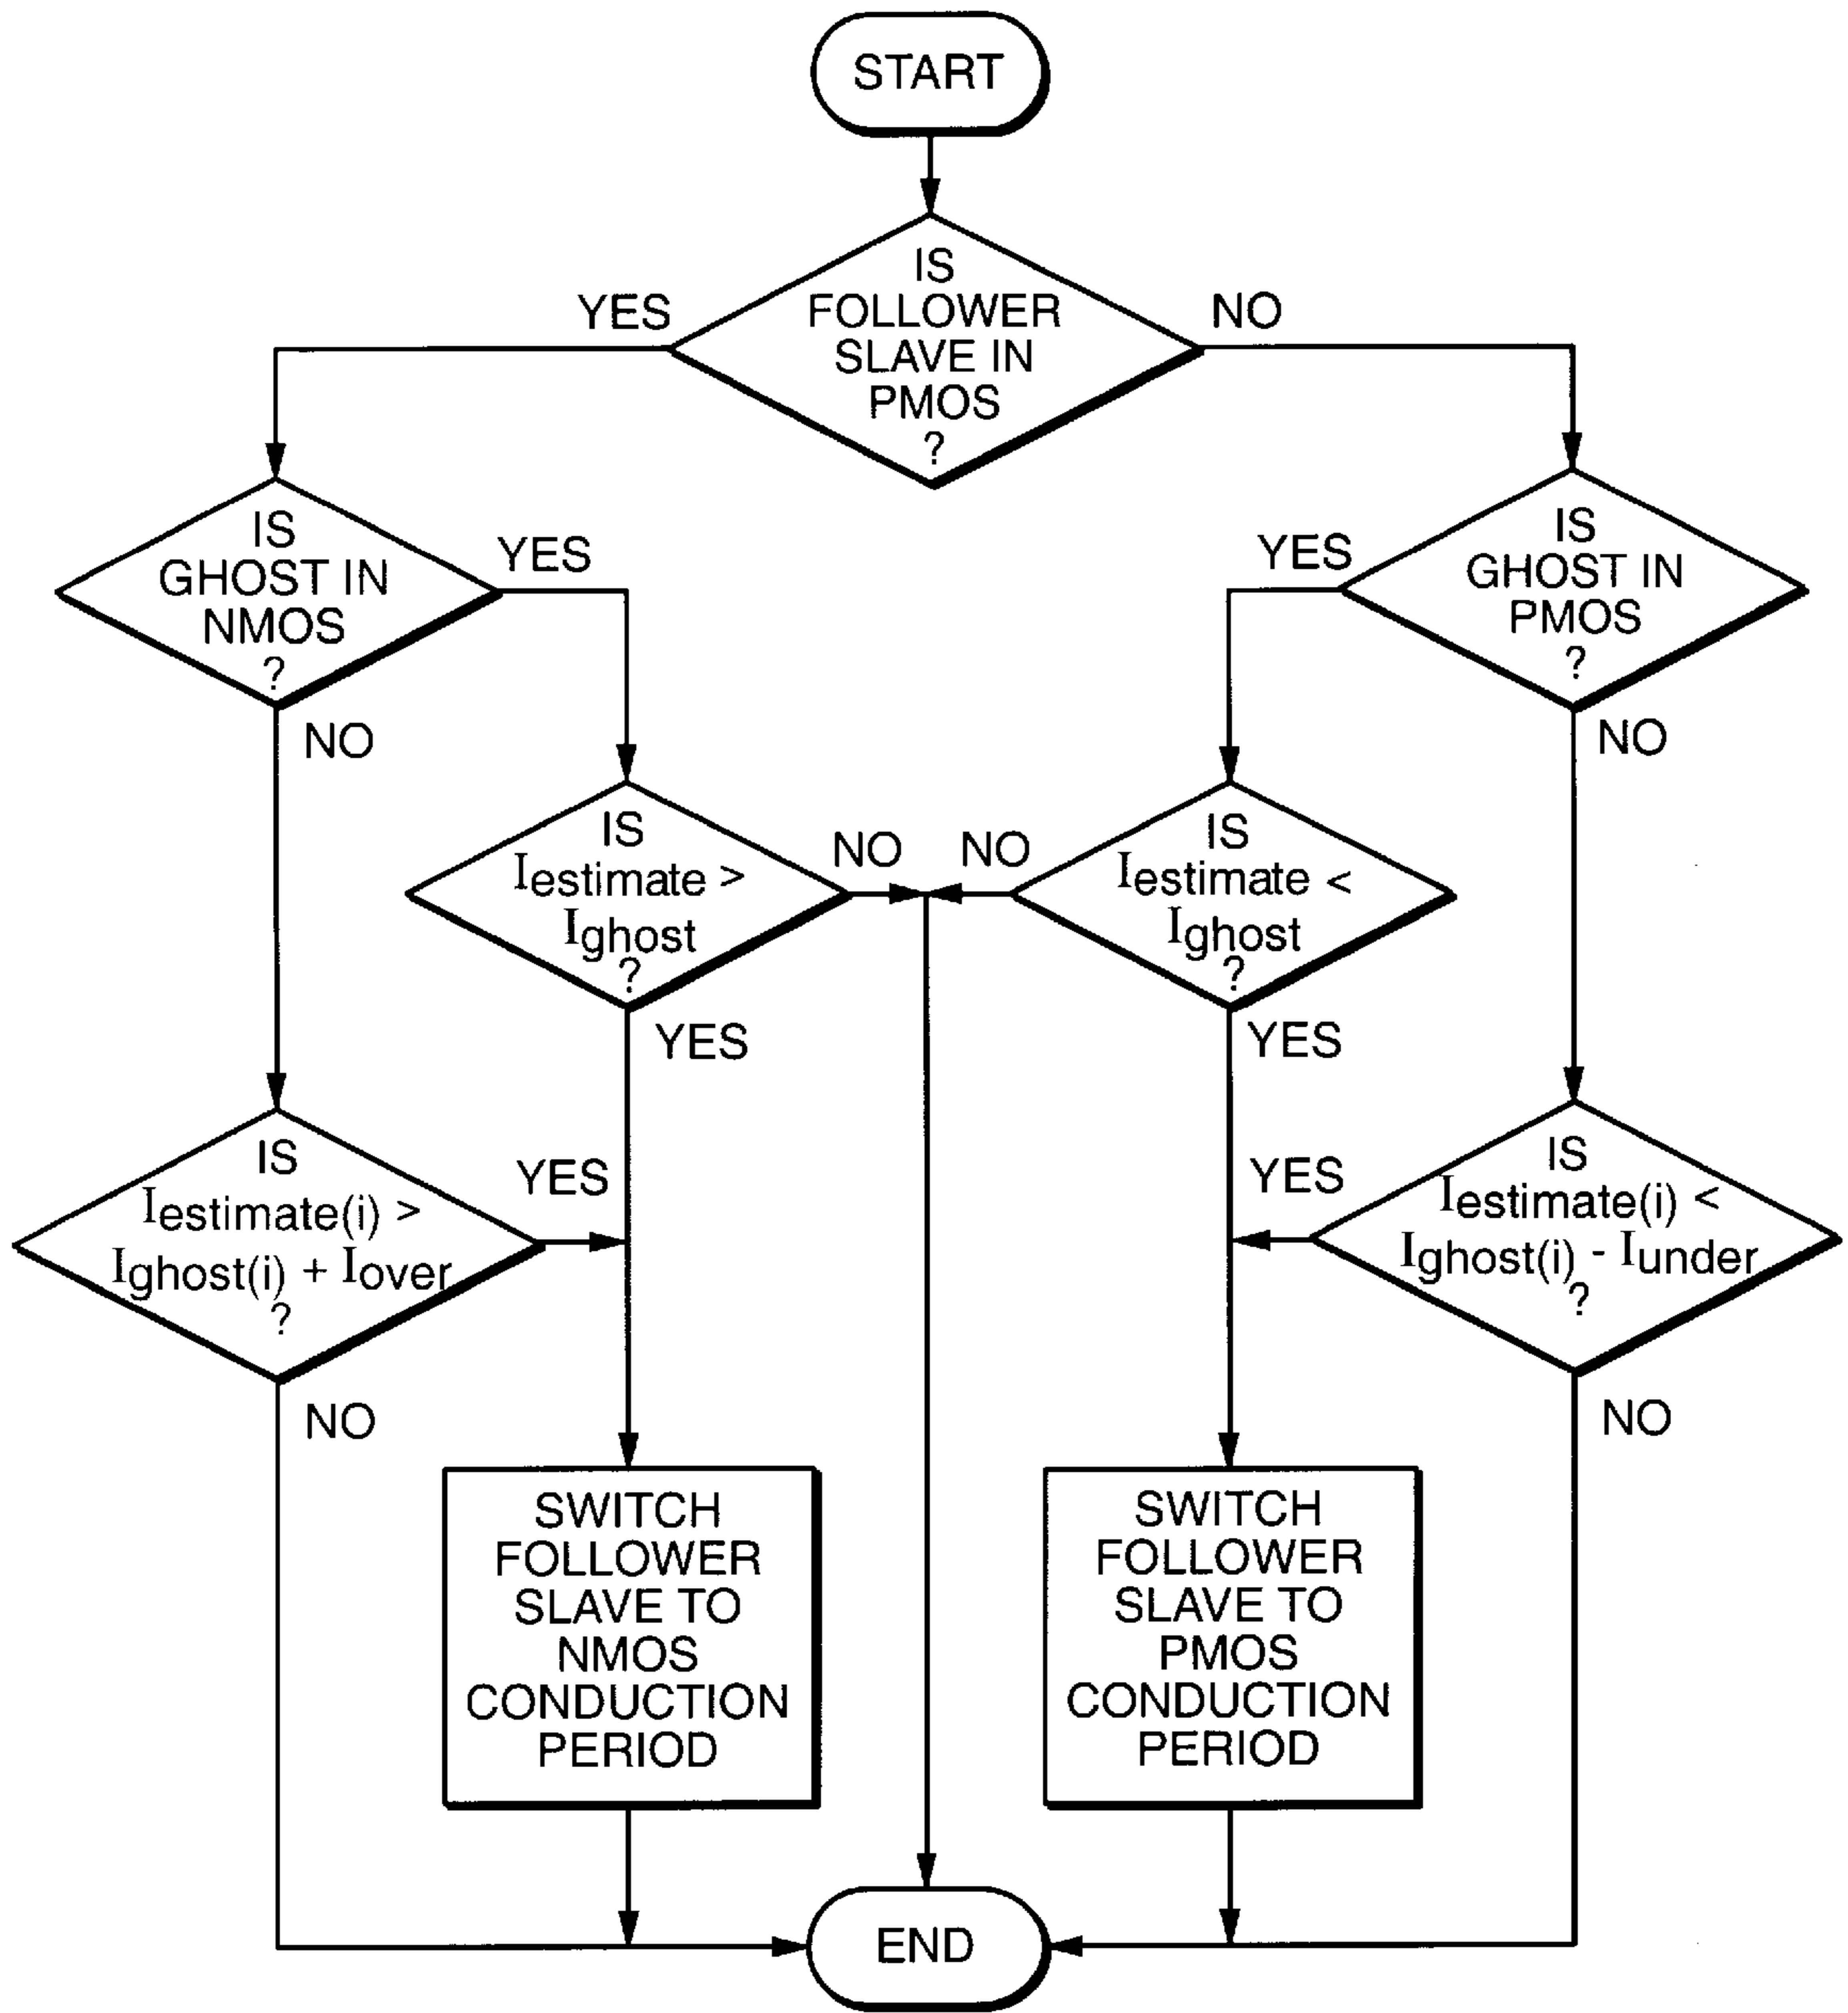 START
IS
FOLLOWER
SLAVE IN
PMOS
?
YES
NO
IS
GHOST IN
NMOS
?
YES
NO
IS
GHOST IN
PMOS
?
YES
NO
IS
Iestimate >
Ighost
?
NO
YES
IS
Iestimate <
Ighost
?
NO
YES
IS
Iestimate(i) >
Ighost(i) + Iover
?
YES
NO
IS
Iestimate(i) <
Ighost(i) - Iunder
?
YES
NO
SWITCH
FOLLOWER
SLAVE TO
NMOS
CONDUCTION
PERIOD
SWITCH
FOLLOWER
SLAVE TO
PMOS
CONDUCTION
PERIOD
END